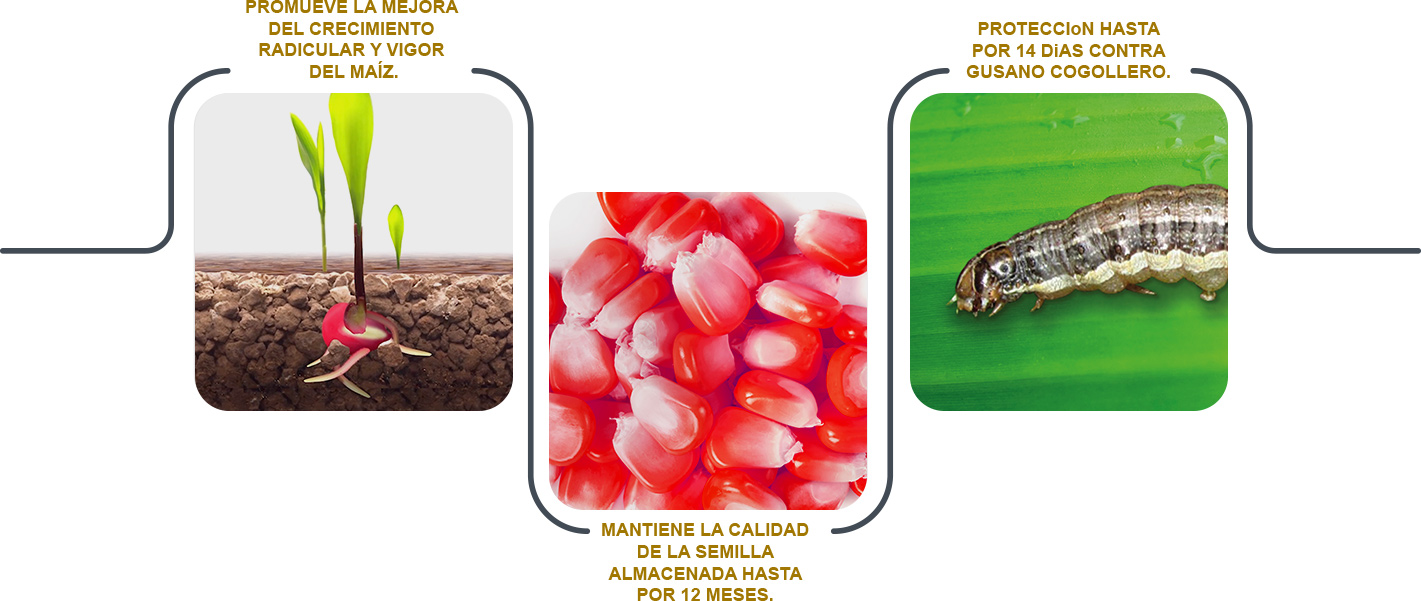 PROMUEVE LA MEJORA
DEL CRECIMIENTO
RADICULAR Y VIGOR
DEL MAÍZ.
MANTIENE LA CALIDAD
DE LA SEMILLA
ALMACENADA HASTA
POR 12 MESES.
PROTECCIoN HASTA
POR 14 DiAS CONTRA
GUSANO COGOLLERO.